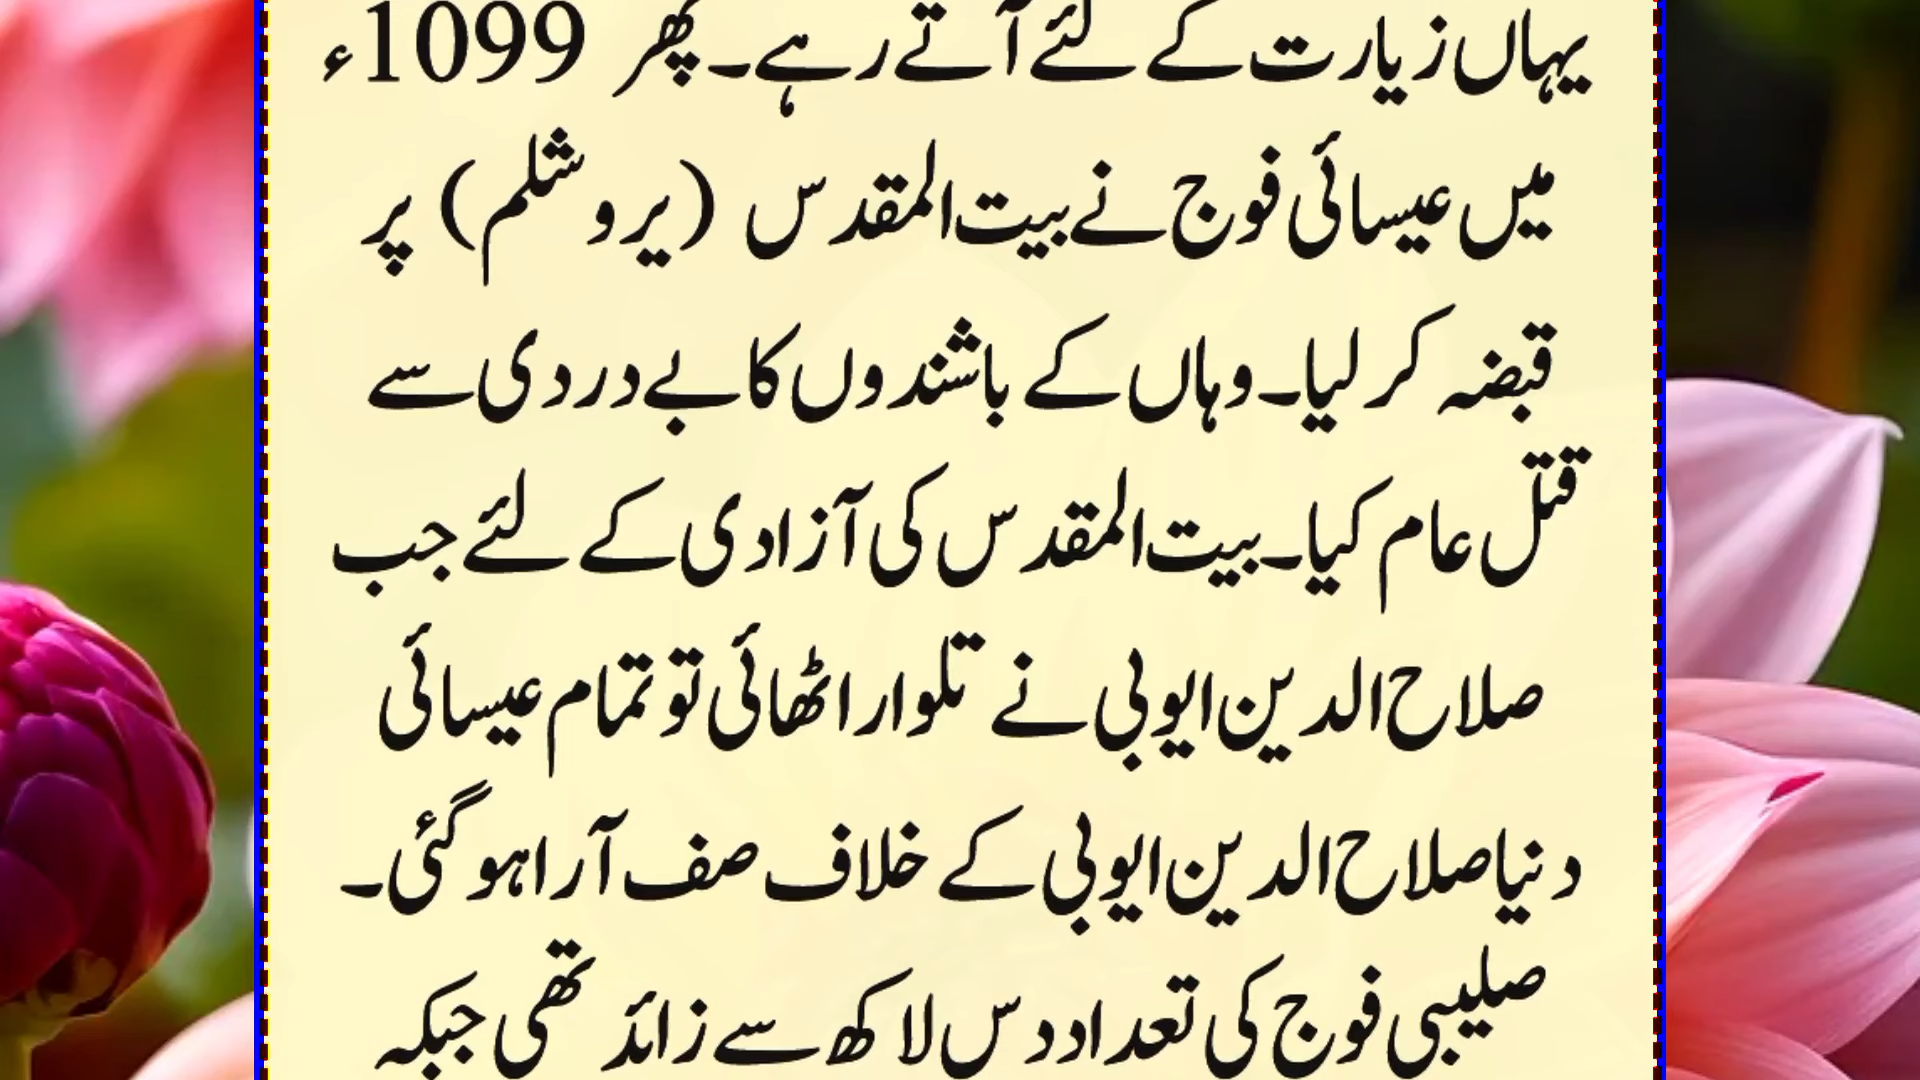 یہاں زیارت کے لئے آتے رہے۔ پھر 1099ء
میں عیسائی فوج نے بیت المقدس (یروشلم) پر
قبضہ کر لیا۔ وہاں کے باشندوں کا بے دردی سے
قتل عام کیا۔ بیت المقدس کی آزادی کے لئے جب
صلاح الدین ایوبی نے تلوار اٹھائی تو تمام عیسائی
دنیا صلاح الدین ایوبی کے خلاف صف آرا ہو گئی۔
صلیبی فوج کی تعداد دس لاکھ سے زائد تھی جبکہ